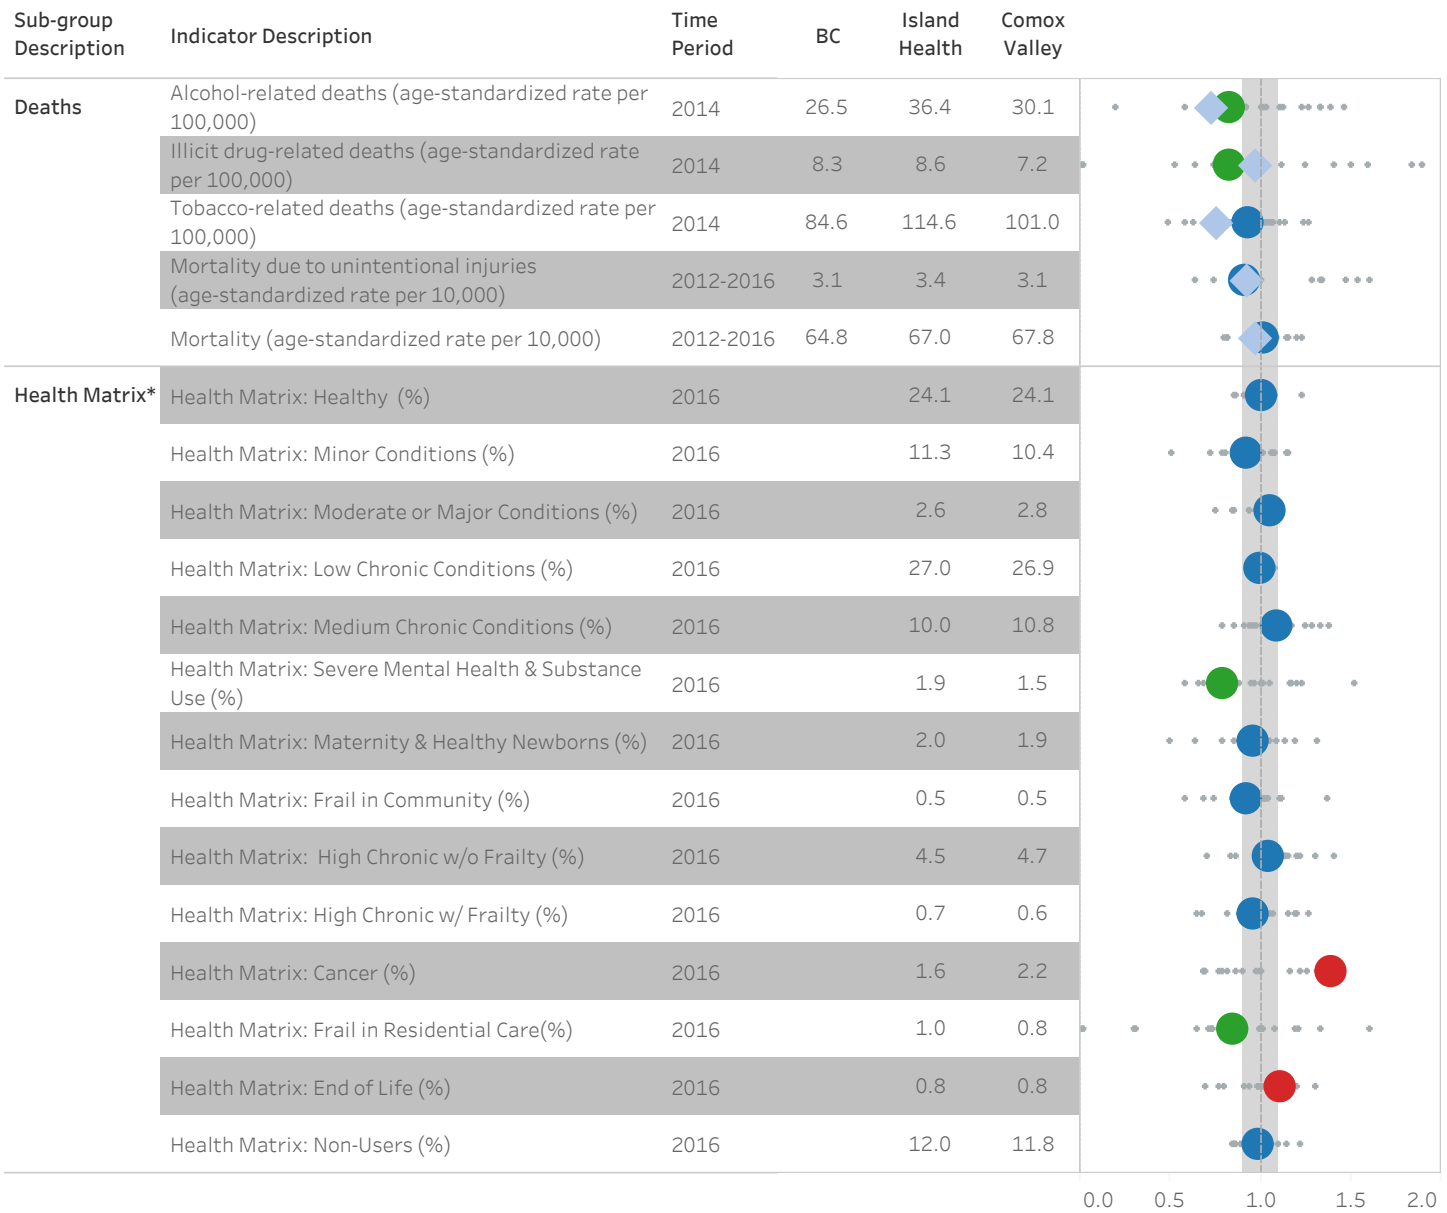 Sub-group Description Indicator Description Time Period BC Island Health Comox Valley
Deaths Alcohol-related deaths (age-standardized rate per 100,000) 2014 26.5 36.4 30.1
Illicit drug-related deaths (age-standardized rate per 100,000) 2014 8.3 8.6 7.2
Tobacco-related deaths (age-standardized rate per 100,000) 2014 84.6 114.6 101.0
Mortality due to unintentional injuries (age-standardized rate per 10,000) 2012-2016 3.1 3.4 3.1
Mortality (age-standardized rate per 10,000) 2012-2016 64.8 67.0 67.8
Health Matrix* Health Matrix: Healthy (%) 2016 24.1 24.1
Health Matrix: Minor Conditions (%) 2016 11.3 10.4
Health Matrix: Moderate or Major Conditions (%) 2016 2.6 2.8
Health Matrix: Low Chronic Conditions (%) 2016 27.0 26.9
Health Matrix: Medium Chronic Conditions (%) 2016 10.0 10.8
Health Matrix: Severe Mental Health & Substance Use (%) 2016 1.9 1.5
Health Matrix: Maternity & Healthy Newborns (%) 2016 2.0 1.9
Health Matrix: Frail in Community (%) 2016 0.5 0.5
Health Matrix: High Chronic w/o Frailty (%) 2016 4.5 4.7
Health Matrix: High Chronic w/ Frailty (%) 2016 0.7 0.6
Health Matrix: Cancer (%) 2016 1.6 2.2
Health Matrix: Frail in Residential Care(%) 2016 1.0 0.8
Health Matrix: End of Life (%) 2016 0.8 0.8
Health Matrix: Non-Users (%) 2016 12.0 11.8
0.0 0.5 1.0 1.5 2.0